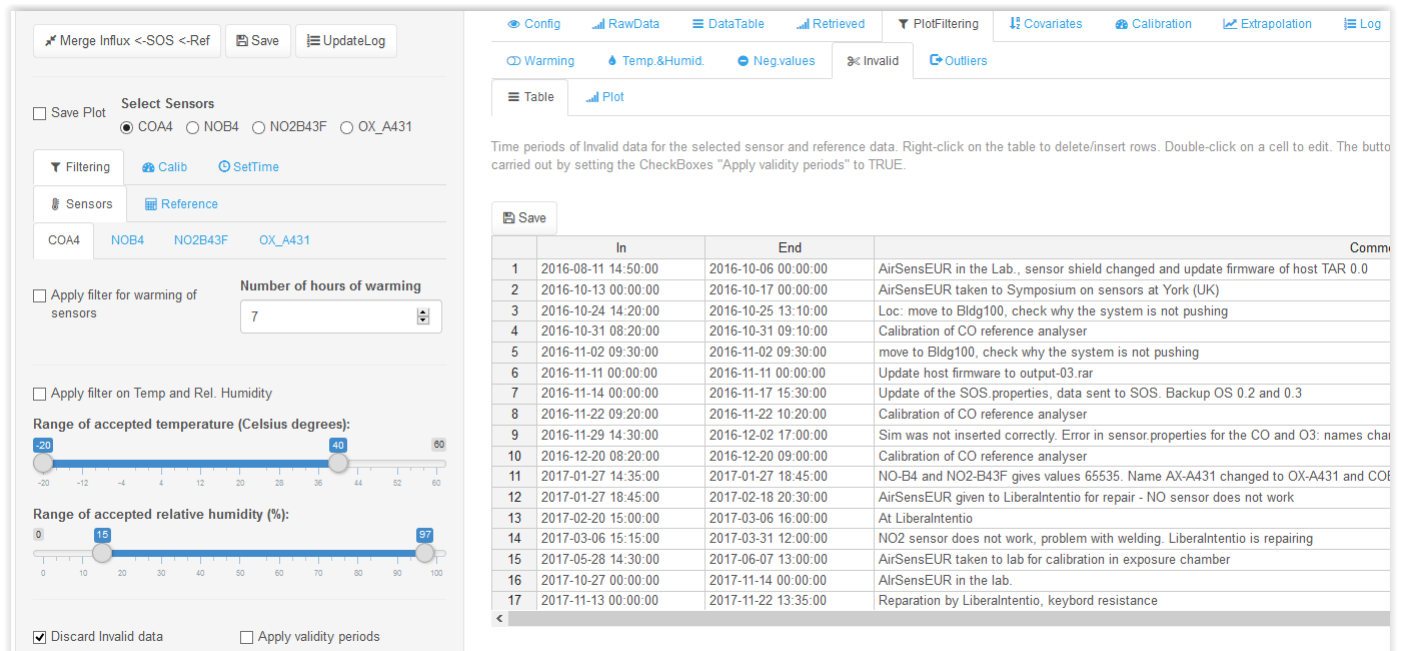 Merge Influx <-SOS <-Ref
Save
UpdateLog
Save Plot
Select Sensors
COA4
NOB4
NO2B43F
OX_A431
Filtering
Calib
SetTime
Sensors
Reference
COA4
NOB4
NO2B43F
OX_A431
Apply filter for warming of
sensors
Number of hours of warming
7
Apply filter on Temp and Rel. Humidity
Range of accepted temperature (Celsius degrees):
-20
40
60
-20 -12 -4 4 12 20 28 36 44 52 60
Range of accepted relative humidity (%):
0
15
97
0 10 20 30 40 50 60 70 80 90 100
Discard Invalid data
Apply validity periods
Config
RawData
DataTable
Retrieved
PlotFiltering
Covariates
Calibration
Extrapolation
Log
Warming
Temp.&Humid.
Neg.values
Invalid
Outliers
Table
Plot
Time periods of Invalid data for the selected sensor and reference data. Right-click on the table to delete/insert rows. Double-click on a cell to edit. The butto
carried out by setting the CheckBoxes "Apply validity periods" to TRUE.
Save
In End Comme
1 2016-08-11 14:50:00 2016-10-06 00:00:00 AirSensEUR in the Lab., sensor shield changed and update firmware of host TAR 0.0
2 2016-10-13 00:00:00 2016-10-17 00:00:00 AirSensEUR taken to Symposium on sensors at York (UK)
3 2016-10-24 14:20:00 2016-10-25 13:10:00 Loc: move to Bldg100, check why the system is not pushing
4 2016-10-31 08:20:00 2016-10-31 09:10:00 Calibration of CO reference analyser
5 2016-11-02 09:30:00 2016-11-02 09:30:00 move to Bldg100, check why the system is not pushing
6 2016-11-11 00:00:00 2016-11-11 00:00:00 Update host firmware to output-03.rar
7 2016-11-14 00:00:00 2016-11-17 15:30:00 Update of the SOS.properties, data sent to SOS. Backup OS 0.2 and 0.3
8 2016-11-22 09:20:00 2016-11-22 10:20:00 Calibration of CO reference analyser
9 2016-11-29 14:30:00 2016-12-02 17:00:00 Sim was not inserted correctly. Error in sensor.properties for the CO and O3: names chan
10 2016-12-20 08:20:00 2016-12-20 09:00:00 Calibration of CO reference analyser
11 2017-01-27 14:35:00 2017-01-27 18:45:00 NO-B4 and NO2-B43F gives values 65535. Name AX-A431 changed to OX-A431 and COE
12 2017-01-27 18:45:00 2017-02-18 20:30:00 AirSensEUR given to LiberaIntentio for repair - NO sensor does not work
13 2017-02-20 15:00:00 2017-03-06 16:00:00 At LiberaIntentio
14 2017-03-06 15:15:00 2017-03-31 12:00:00 NO2 sensor does not work, problem with welding. LiberaIntentio is repairing
15 2017-05-28 14:30:00 2017-06-07 13:00:00 AirSensEUR taken to lab for calibration in exposure chamber
16 2017-10-27 00:00:00 2017-11-14 00:00:00 AIrSensEUR in the lab.
17 2017-11-13 00:00:00 2017-11-22 13:35:00 Reparation by LiberaIntentio, keybord resistance